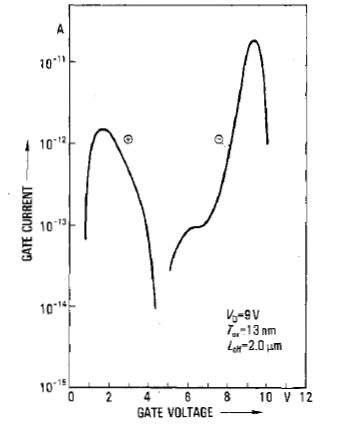 A
10⁻¹¹
10⁻¹²
⊕
⊖
10⁻¹³
10⁻¹⁴
10⁻¹⁵
GATE CURRENT →
V_D=9V
T_ox=13 nm
L_eff=2.0 μm
0 2 4 6 8 10 V 12
GATE VOLTAGE →